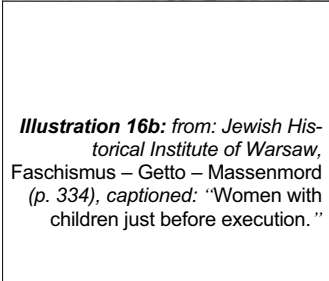 Illustration 16b: from: Jewish His-
torical Institute of Warsaw,
Faschismus – Getto – Massenmord
(p. 334), captioned: “Women with
children just before execution.”